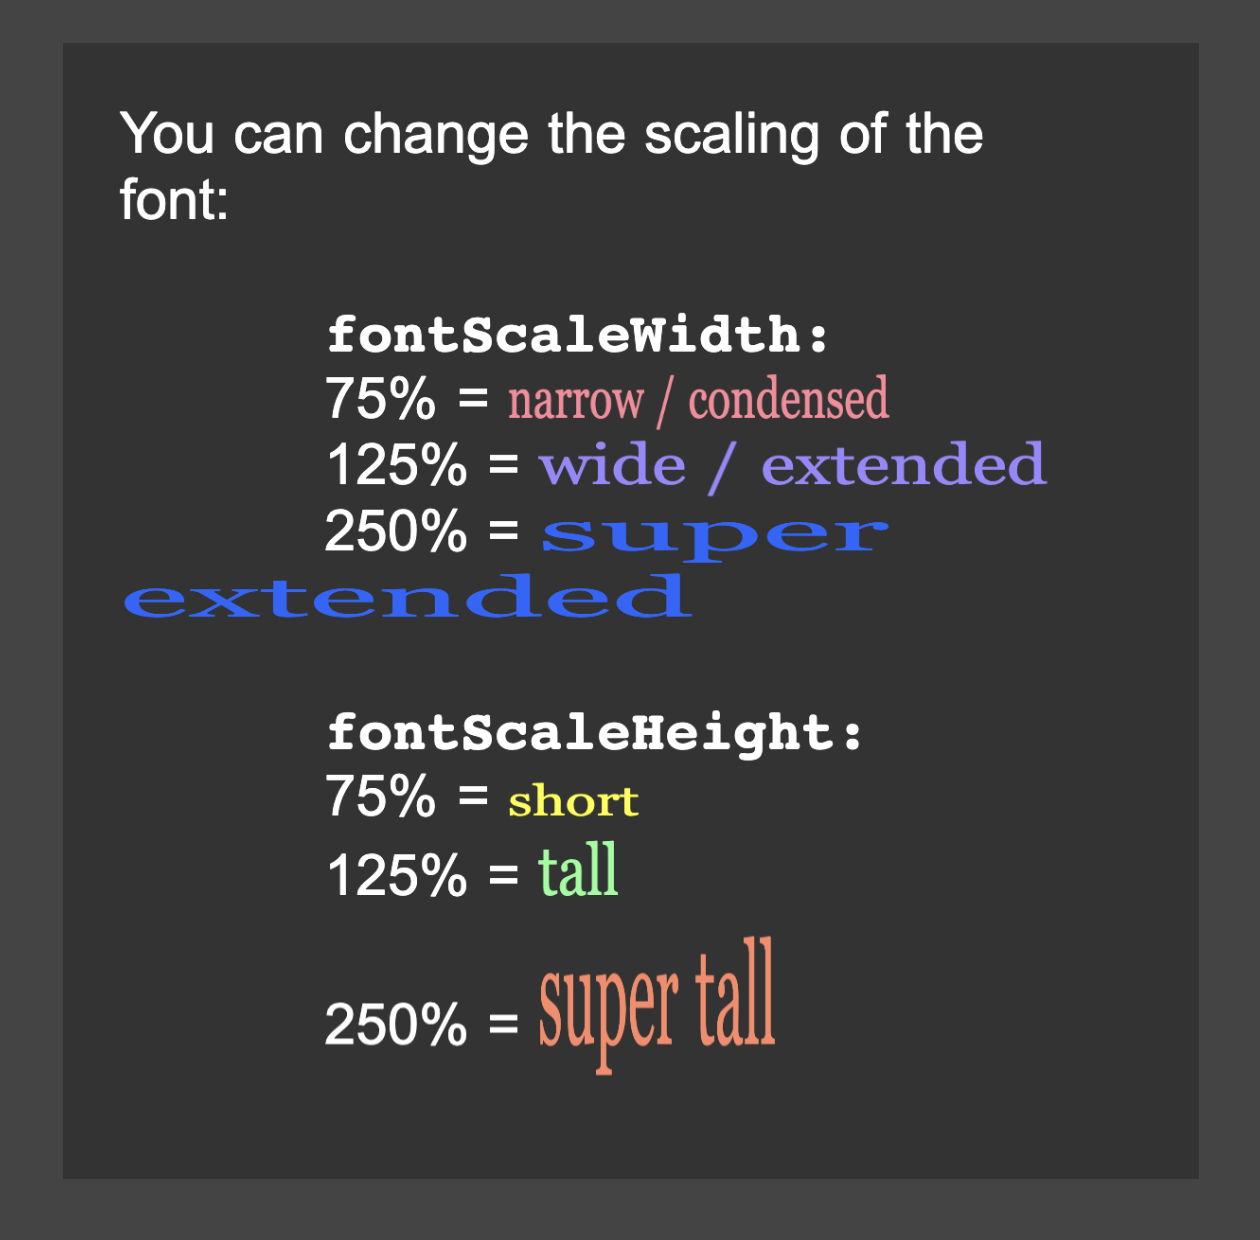 You can change the scaling of the
font:
fontScaleWidth:
75% = narrow / condensed
125% = wide / extended
250% = super
extended
fontScaleHeight:
75% = short
125% = tall
250% = super tall